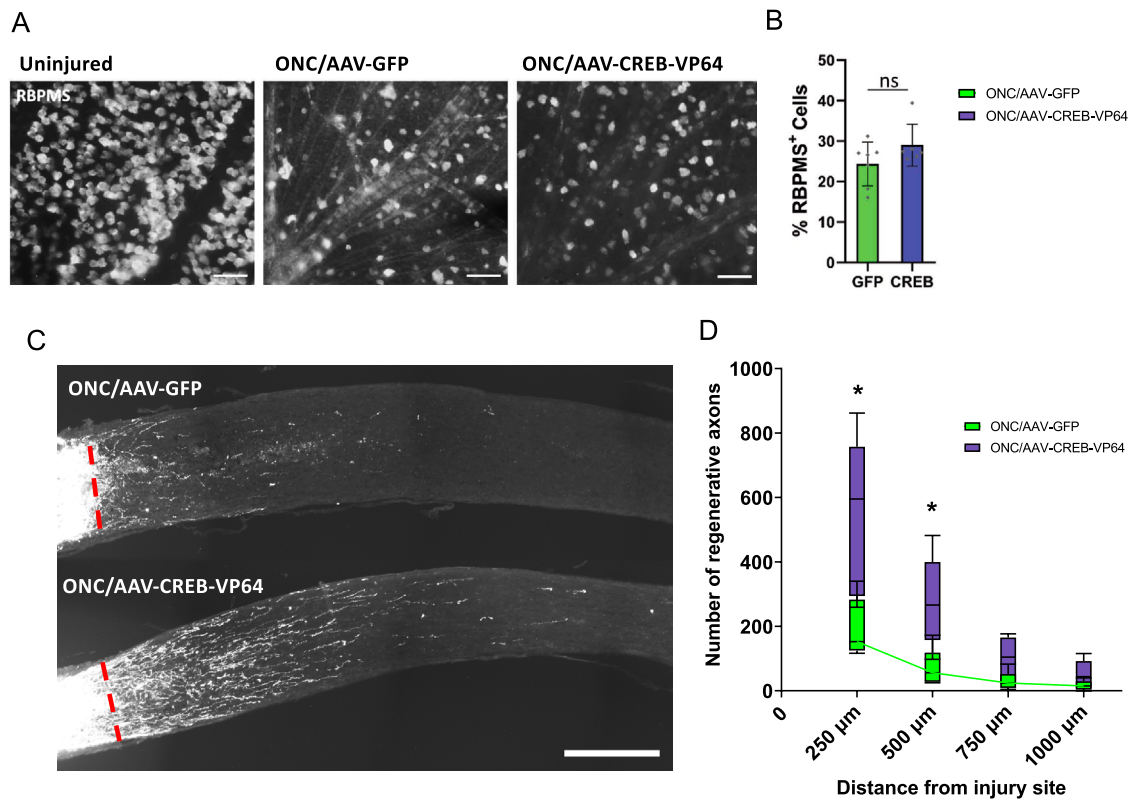 A
Uninjured
ONC/AAV-GFP
ONC/AAV-CREB-VP64
RBPMS
B
% RBPMS+ Cells
50
40
30
20
10
0
ns
GFP CREB
ONC/AAV-GFP
ONC/AAV-CREB-VP64
C
ONC/AAV-GFP
ONC/AAV-CREB-VP64
D
Number of regenerative axons
1000
800
600
400
200
0
*
*
ONC/AAV-GFP
ONC/AAV-CREB-VP64
0
250 µm
500 µm
750 µm
1000 µm
Distance from injury site